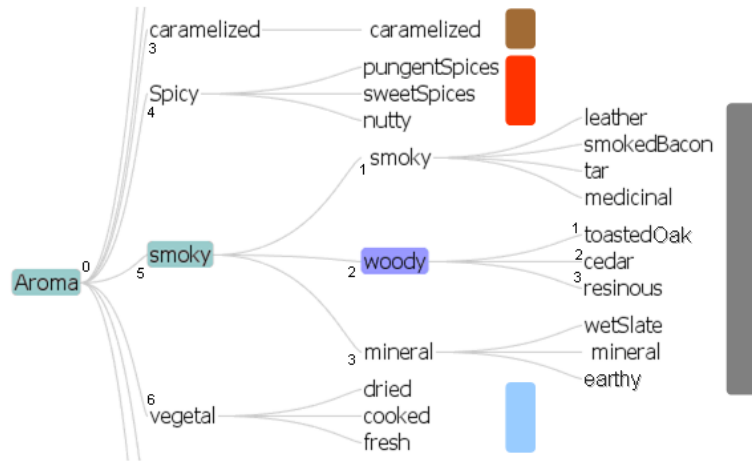 caramelized caramelized
3
pungentSpices
Spicy sweetSpices
4 nutty
leather
smoky smokedBacon
1 tar
medicinal
1 toastedOak
smoky woody 2 cedar
0 5 2 3 resinous
Aroma
wetSlate
3 mineral mineral
earthy
6 dried
vegetal cooked
fresh